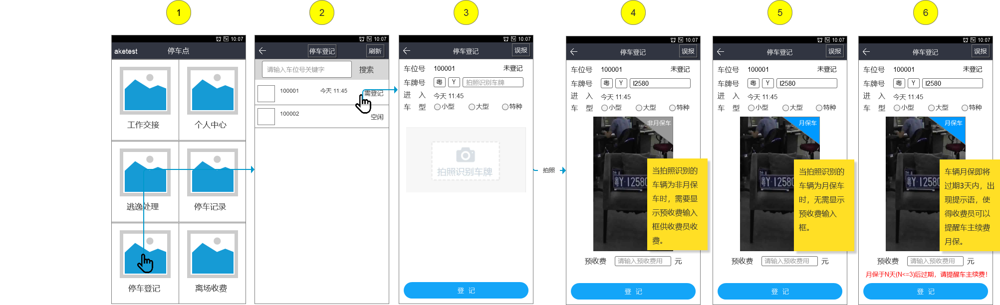 1
2
3
4
5
6
10:07
aketest
停车点
工作交接
个人中心
逃逸处理
停车记录
停车登记
离场收费
10:07
停车登记
刷新
请输入车位号关键字
搜索
100001
今天 11:45
需登记
100002
空闲
10:07
停车登记
误报
车位号
100001
未登记
车牌号
粤
Y
拍照识别车牌
进 入
今天 11:45
车 型
小型
大型
特种
拍照识别车牌
登 记
拍照
10:07
停车登记
误报
车位号
100001
未登记
车牌号
粤
Y
I2580
进 入
今天 11:45
车 型
小型
大型
特种
非月保车
粤Y·12580
当拍照识别的
车辆为非月保
车时，需要显
示预收费输入
框供收费员收
费。
预收费
请输入预收费用
元
登 记
10:07
停车登记
误报
车位号
100001
未登记
车牌号
粤
Y
I2580
进 入
今天 11:45
车 型
小型
大型
特种
月保车
粤Y·12580
当拍照识别的
车辆为月保车
时，无需显示
预收费输入
框。
预收费
请输入预收费用
元
登 记
10:07
停车登记
误报
车位号
100001
未登记
车牌号
粤
Y
I2580
进 入
今天 11:45
车 型
小型
大型
特种
月保车
粤Y·12580
车辆月保即将
过期3天内，出
现提示语，使
得收费员可以
提醒车主续费
月保。
预收费
请输入预收费用
元
月保于N天(N<=3)后过期，请提醒车主续费！
登 记